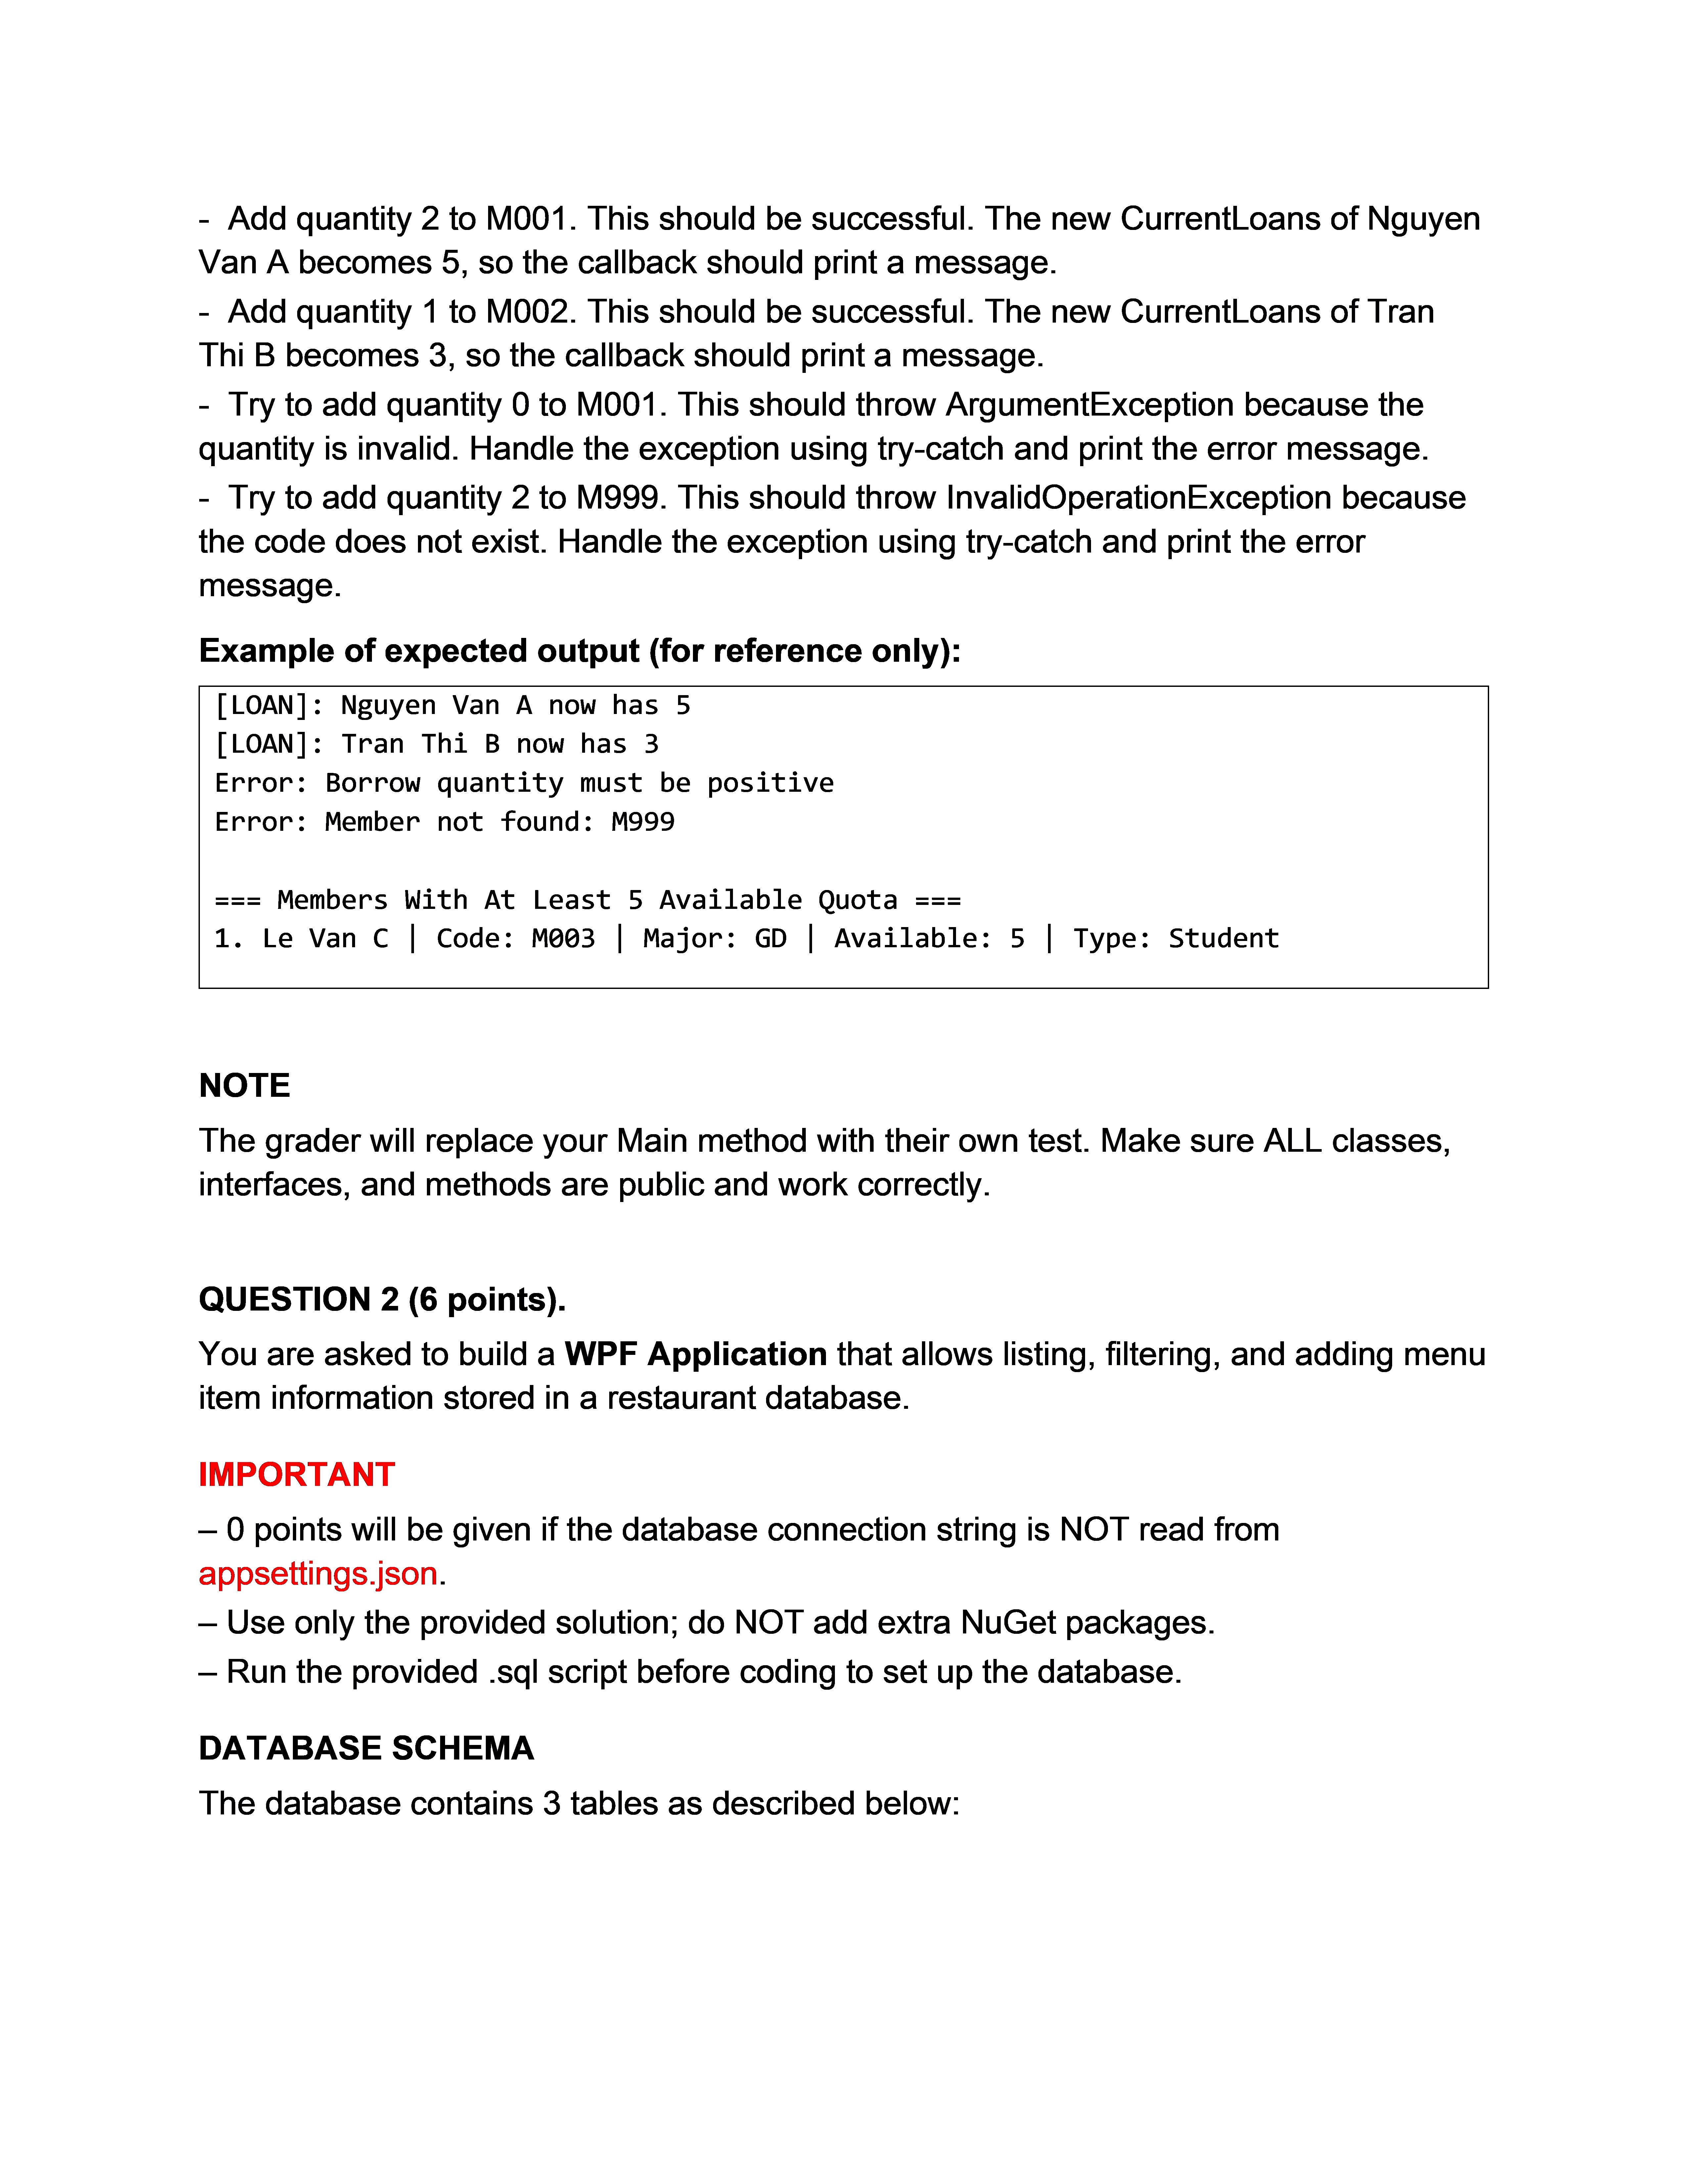 - Add quantity 2 to M001. This should be successful. The new CurrentLoans of Nguyen
Van A becomes 5, so the callback should print a message.
- Add quantity 1 to M002. This should be successful. The new CurrentLoans of Tran
Thi B becomes 3, so the callback should print a message.
- Try to add quantity 0 to M001. This should throw ArgumentException because the
quantity is invalid. Handle the exception using try-catch and print the error message.
- Try to add quantity 2 to M999. This should throw InvalidOperationException because
the code does not exist. Handle the exception using try-catch and print the error
message.
Example of expected output (for reference only):
[LOAN]: Nguyen Van A now has 5
[LOAN]: Tran Thi B now has 3
Error: Borrow quantity must be positive
Error: Member not found: M999
=== Members With At Least 5 Available Quota ===
1. Le Van C | Code: M003 | Major: GD | Available: 5 | Type: Student
NOTE
The grader will replace your Main method with their own test. Make sure ALL classes,
interfaces, and methods are public and work correctly.
QUESTION 2 (6 points).
You are asked to build a WPF Application that allows listing, filtering, and adding menu
item information stored in a restaurant database.
IMPORTANT
– 0 points will be given if the database connection string is NOT read from
appsettings.json.
– Use only the provided solution; do NOT add extra NuGet packages.
– Run the provided .sql script before coding to set up the database.
DATABASE SCHEMA
The database contains 3 tables as described below: